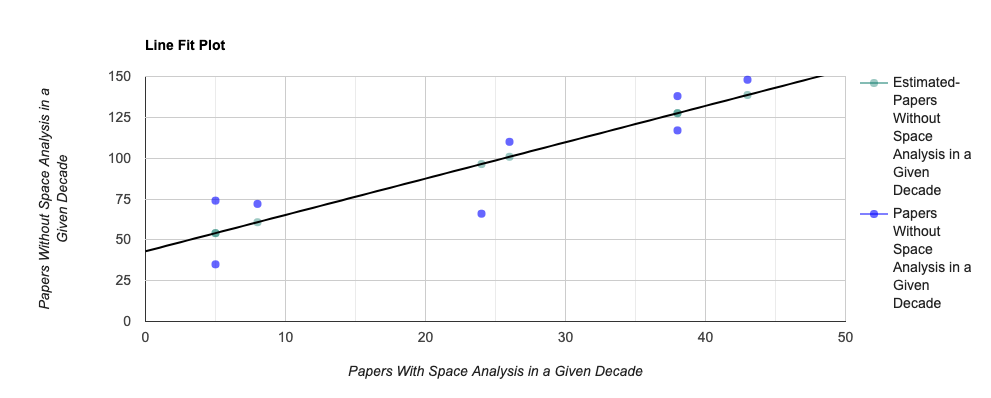 Line Fit Plot
Papers Without Space Analysis in a
Given Decade
150
125
100
75
50
25
0
0 10 20 30 40 50
Papers With Space Analysis in a Given Decade
Estimated-
Papers
Without
Space
Analysis in a
Given
Decade
Papers
Without
Space
Analysis in a
Given
Decade